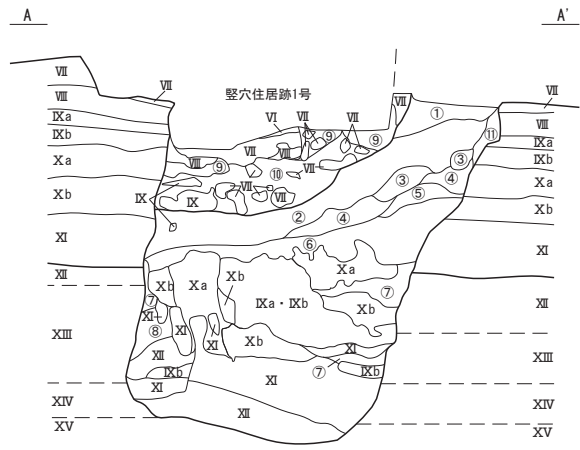 A A'
Ⅶ Ⅶ
Ⅶ 竪穴住居跡1号 Ⅶ
Ⅷ Ⅵ Ⅶ Ⅶ ① Ⅷ
Ⅸa ⑨ ⑨ ⑪ Ⅸa
Ⅸb Ⅷ ⑨ Ⅶ ③ Ⅸb
Ⅹa ⑩ Ⅶ ③ ④ Ⅹa
Ⅸ Ⅸ Ⅶ Ⅶ ⑤
Ⅹb ② ④ Ⅹb
Ⅺ ⑥ Ⅺ
Ⅻ Ⅹb Ⅹa Ⅹb Ⅹa
⑦ Ⅸa・Ⅸb ⑦ Ⅻ
Ⅺ Ⅹb
ⅩⅢ ⑧ Ⅺ Ⅺ Ⅹb
Ⅻ Ⅺ ⅩⅢ
Ⅸb ⑦ Ⅸb
Ⅺ Ⅺ
ⅩⅣ Ⅻ ⅩⅣ
ⅩⅤ ⅩⅤ